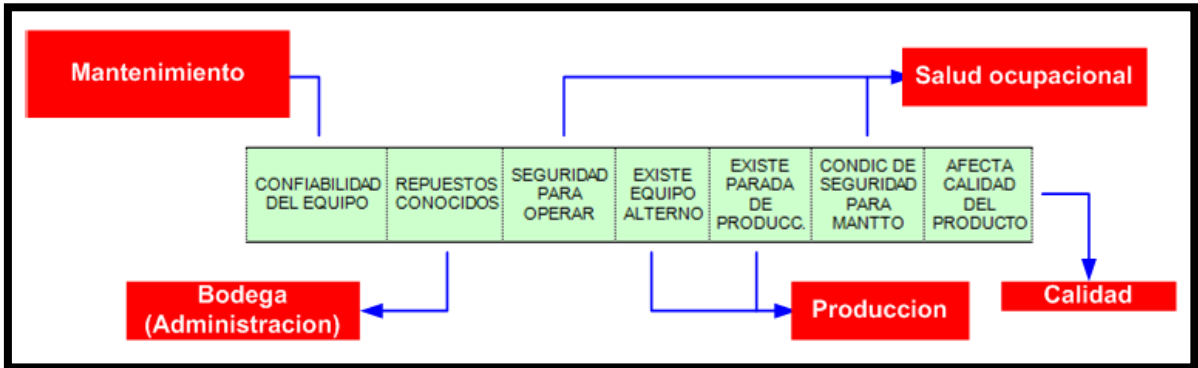 Mantenimiento
Salud ocupacional
CONFIABILIDAD
DEL EQUIPO
REPUESTOS
CONOCIDOS
SEGURIDAD
PARA
OPERAR
EXISTE
EQUIPO
ALTERNO
EXISTE
PARADA
DE
PRODUCC.
CONDIC DE
SEGURIDAD
PARA
MANTTO
AFECTA
CALIDAD
DEL
PRODUCTO
Bodega
(Administracion)
Produccion
Calidad